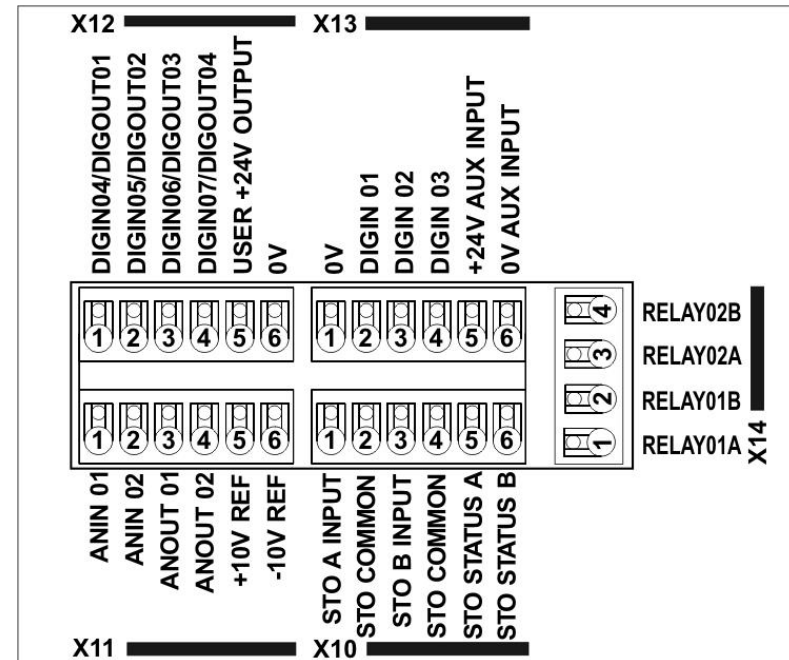 X12
X13
DIGIN04/DIGOUT01
DIGIN05/DIGOUT02
DIGIN06/DIGOUT03
DIGIN07/DIGOUT04
USER +24V OUTPUT
0V
0V
DIGIN 01
DIGIN 02
DIGIN 03
+24V AUX INPUT
0V AUX INPUT
1 2 3 4 5 6
1 2 3 4 5 6
4 RELAY02B
3 RELAY02A
2 RELAY01B
1 RELAY01A
X14
1 2 3 4 5 6
1 2 3 4 5 6
ANIN 01
ANIN 02
ANOUT 01
ANOUT 02
+10V REF
-10V REF
STO A INPUT
STO COMMON
STO B INPUT
STO COMMON
STO STATUS A
STO STATUS B
X11
X10